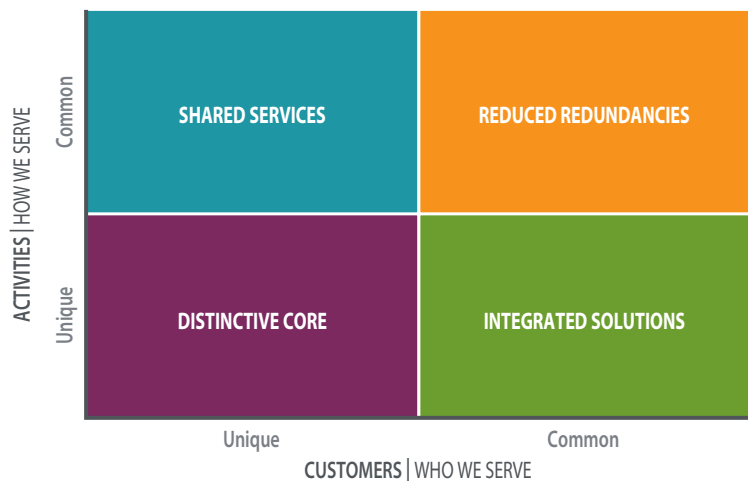 ACTIVITIES | HOW WE SERVE
Common
Unique
SHARED SERVICES
REDUCED REDUNDANCIES
DISTINCTIVE CORE
INTEGRATED SOLUTIONS
Unique
Common
CUSTOMERS | WHO WE SERVE